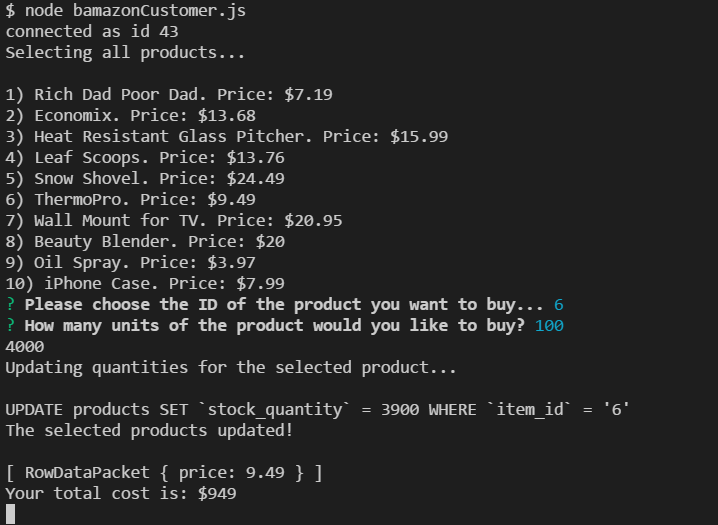 $ node bamazonCustomer.js
connected as id 43
Selecting all products...
1) Rich Dad Poor Dad. Price: $7.19
2) Economix. Price: $13.68
3) Heat Resistant Glass Pitcher. Price: $15.99
4) Leaf Scoops. Price: $13.76
5) Snow Shovel. Price: $24.49
6) ThermoPro. Price: $9.49
7) Wall Mount for TV. Price: $20.95
8) Beauty Blender. Price: $20
9) Oil Spray. Price: $3.97
10) iPhone Case. Price: $7.99
? Please choose the ID of the product you want to buy... 6
? How many units of the product would you like to buy? 100
4000
Updating quantities for the selected product...
UPDATE products SET `stock_quantity` = 3900 WHERE `item_id` = '6'
The selected products updated!
[ RowDataPacket { price: 9.49 } ]
Your total cost is: $949